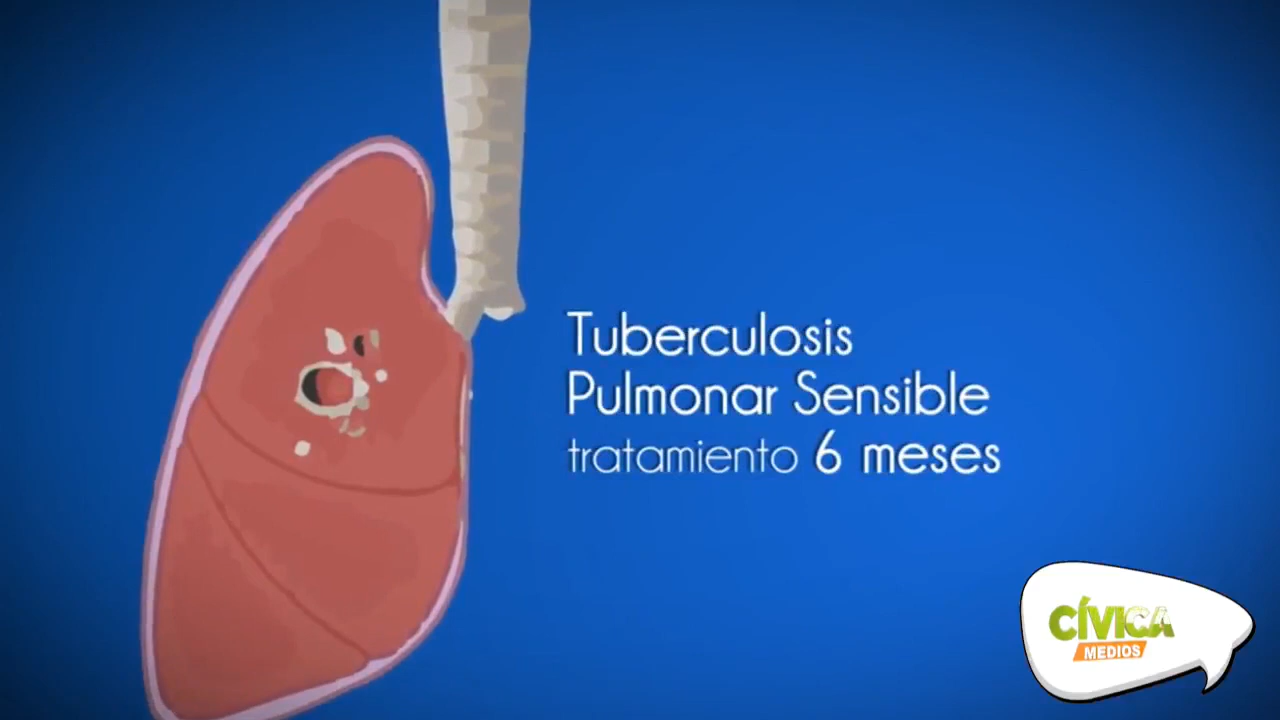 Tuberculosis
Pulmonar Sensible
tratamiento 6 meses
CÍVICA
MEDIOS